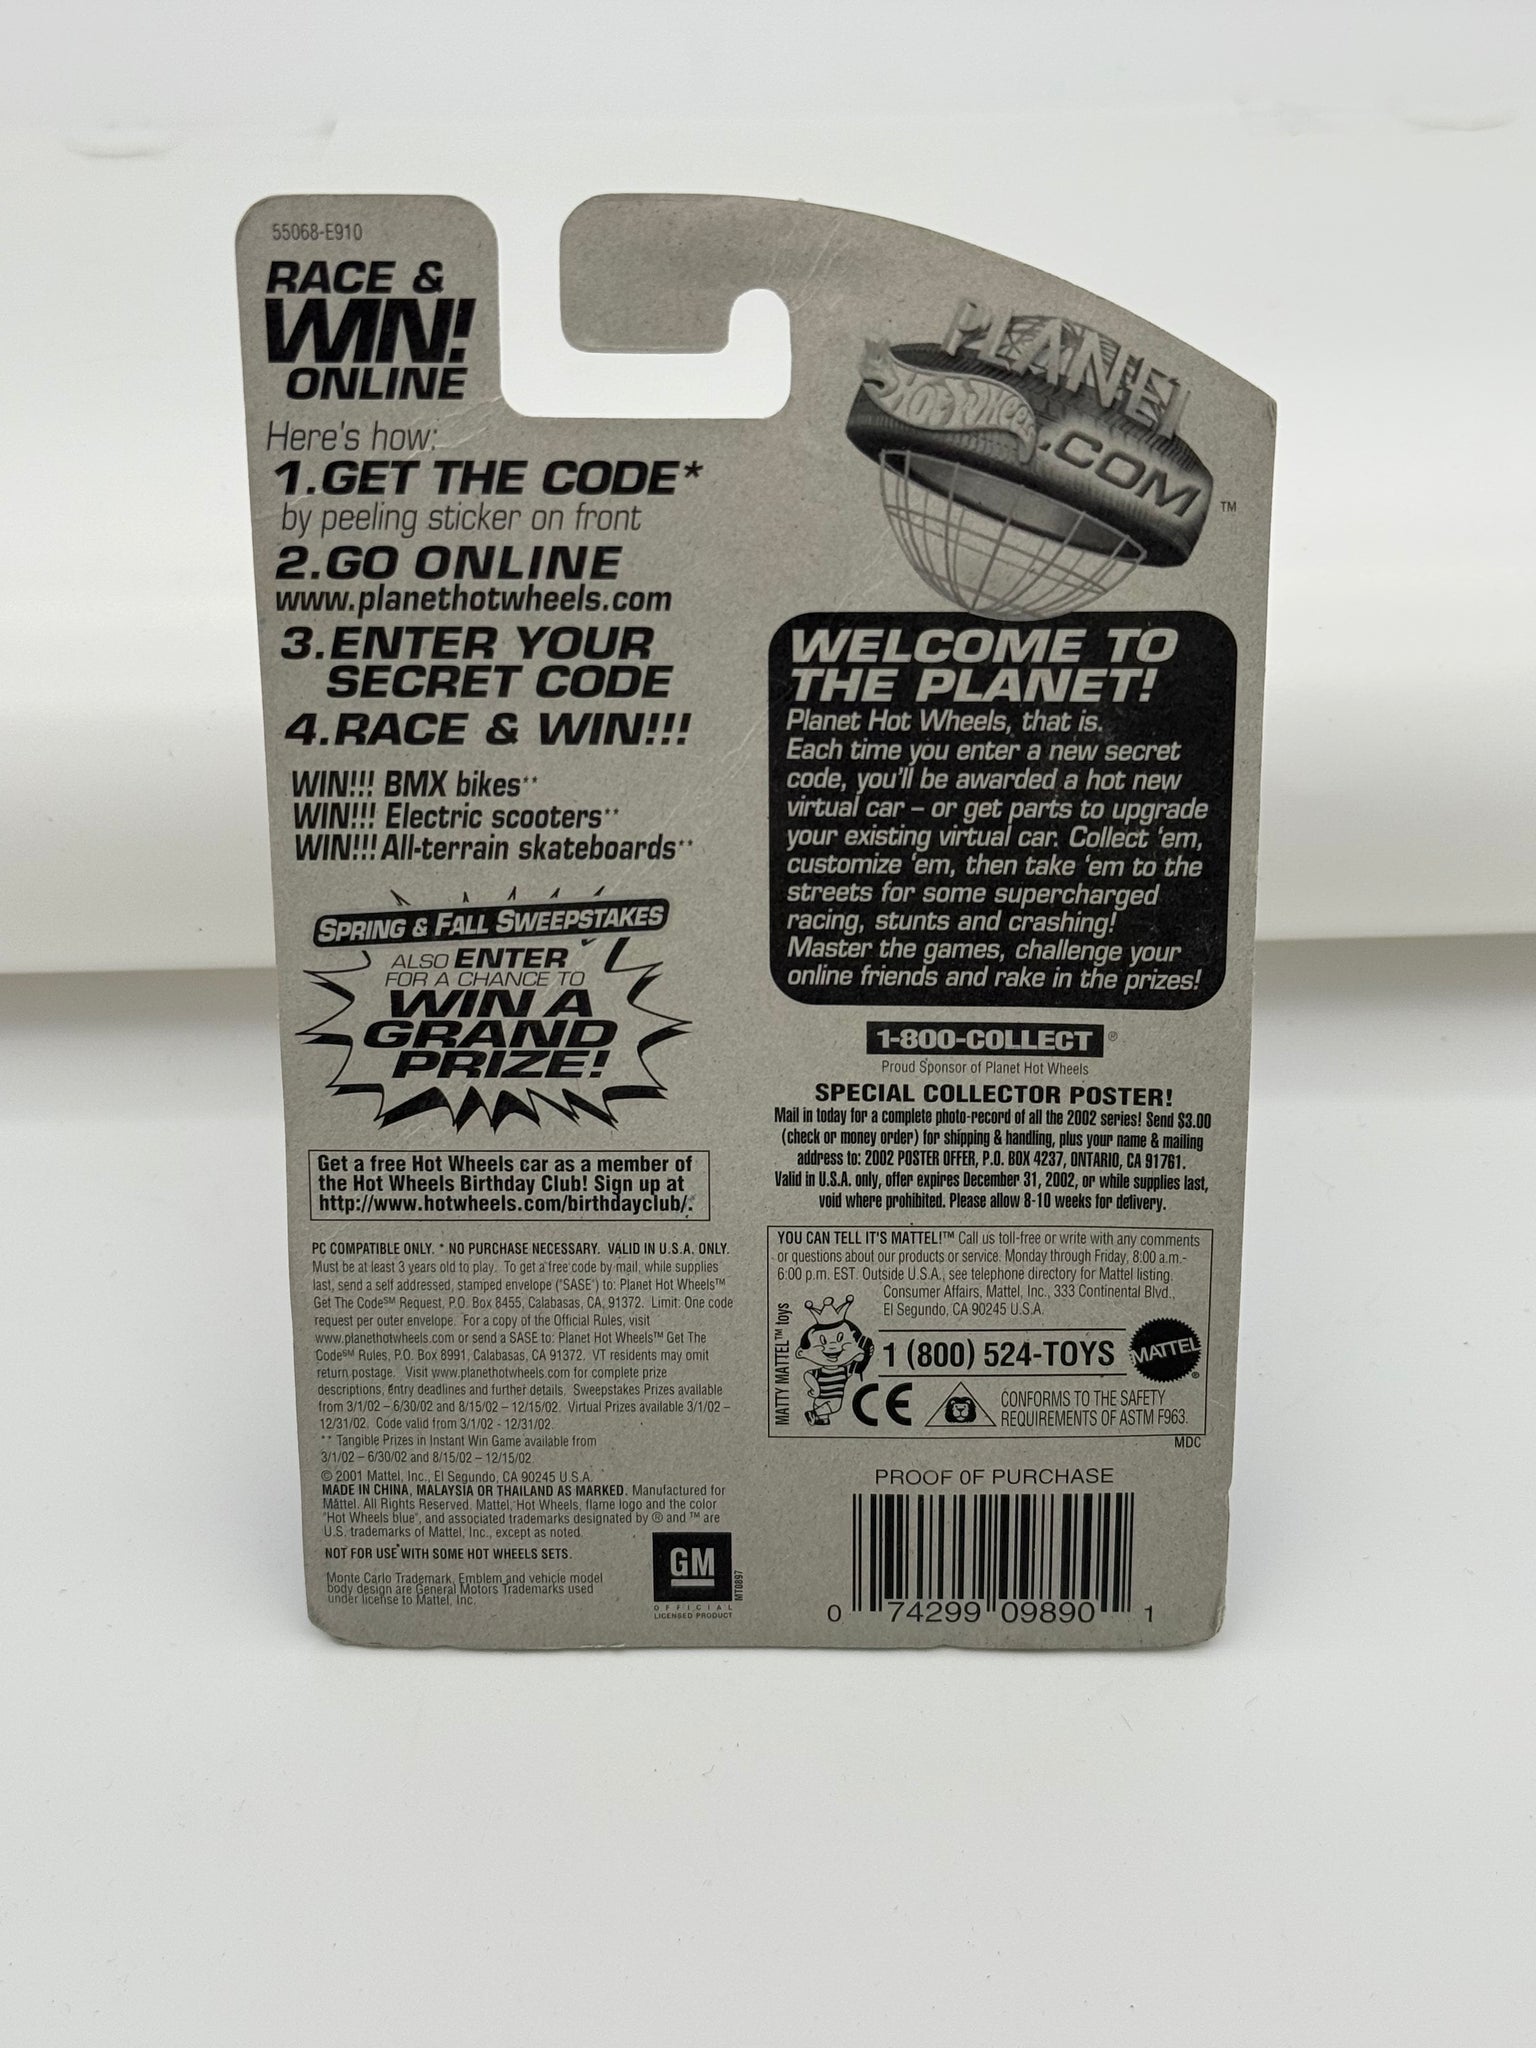 55068-E910
RACE &
WIN!
ONLINE
Here's how:
1.GET THE CODE*
by peeling sticker on front
2.GO ONLINE
www.planethotwheels.com
3.ENTER YOUR
SECRET CODE
4.RACE & WIN!!!
WIN!!! BMX bikes**
WIN!!! Electric scooters**
WIN!!! All-terrain skateboards**
SPRING & FALL SWEEPSTAKES
ALSO ENTER
FOR A CHANCE TO
WIN A
GRAND
PRIZE!
Get a free Hot Wheels car as a member of
the Hot Wheels Birthday Club! Sign up at
http://www.hotwheels.com/birthdayclub/.
PC COMPATIBLE ONLY. * NO PURCHASE NECESSARY. VALID IN U.S.A. ONLY.
Must be at least 3 years old to play. To get a free code by mail, while supplies
last, send a self addressed, stamped envelope ("SASE") to: Planet Hot Wheels™
Get The Code℠ Request, P.O. Box 8455, Calabasas, CA, 91372. Limit: One code
request per outer envelope. For a copy of the Official Rules, visit
www.planethotwheels.com or send a SASE to: Planet Hot Wheels™ Get The
Code℠ Rules, P.O. Box 8991, Calabasas, CA 91372. VT residents may omit
return postage. Visit www.planethotwheels.com for complete prize
descriptions, entry deadlines and further details. Sweepstakes Prizes available
from 3/1/02 – 6/30/02 and 8/15/02 – 12/15/02. Virtual Prizes available 3/1/02 –
12/31/02. Code valid from 3/1/02 - 12/31/02.
** Tangible Prizes in Instant Win Game available from
3/1/02 – 6/30/02 and 8/15/02 – 12/15/02.
© 2001 Mattel, Inc., El Segundo, CA 90245 U.S.A.
MADE IN CHINA, MALAYSIA OR THAILAND AS MARKED. Manufactured for
Mattel. All Rights Reserved. Mattel, Hot Wheels, flame logo and the color
"Hot Wheels blue", and associated trademarks designated by ® and ™ are
U.S. trademarks of Mattel, Inc., except as noted.
NOT FOR USE WITH SOME HOT WHEELS SETS.
Monte Carlo Trademark, Emblem and vehicle model
body design are General Motors Trademarks used
under license to Mattel, Inc.
GM
OFFICIAL
LICENSED PRODUCT
MT0897
PLANET
HOT WHEELS
.COM
™
WELCOME TO
THE PLANET!
Planet Hot Wheels, that is.
Each time you enter a new secret
code, you'll be awarded a hot new
virtual car – or get parts to upgrade
your existing virtual car. Collect 'em,
customize 'em, then take 'em to the
streets for some supercharged
racing, stunts and crashing!
Master the games, challenge your
online friends and rake in the prizes!
1-800-COLLECT ®
Proud Sponsor of Planet Hot Wheels
SPECIAL COLLECTOR POSTER!
Mail in today for a complete photo-record of all the 2002 series! Send $3.00
(check or money order) for shipping & handling, plus your name & mailing
address to: 2002 POSTER OFFER, P.O. BOX 4237, ONTARIO, CA 91761.
Valid in U.S.A. only, offer expires December 31, 2002, or while supplies last,
void where prohibited. Please allow 8-10 weeks for delivery.
YOU CAN TELL IT'S MATTEL!™ Call us toll-free or write with any comments
or questions about our products or service. Monday through Friday, 8:00 a.m.-
6:00 p.m. EST. Outside U.S.A., see telephone directory for Mattel listing.
Consumer Affairs, Mattel, Inc., 333 Continental Blvd.,
El Segundo, CA 90245 U.S.A.
MATTY MATTEL™ toys
1 (800) 524-TOYS
MATTEL®
CE
CONFORMS TO THE SAFETY
REQUIREMENTS OF ASTM F963.
MDC
PROOF OF PURCHASE
0 74299 09890 1